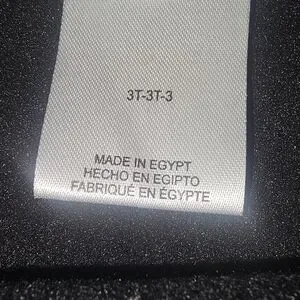 3T-3T-3
MADE IN EGYPT
HECHO EN EGIPTO
FABRIQUÉ EN ÉGYPTE